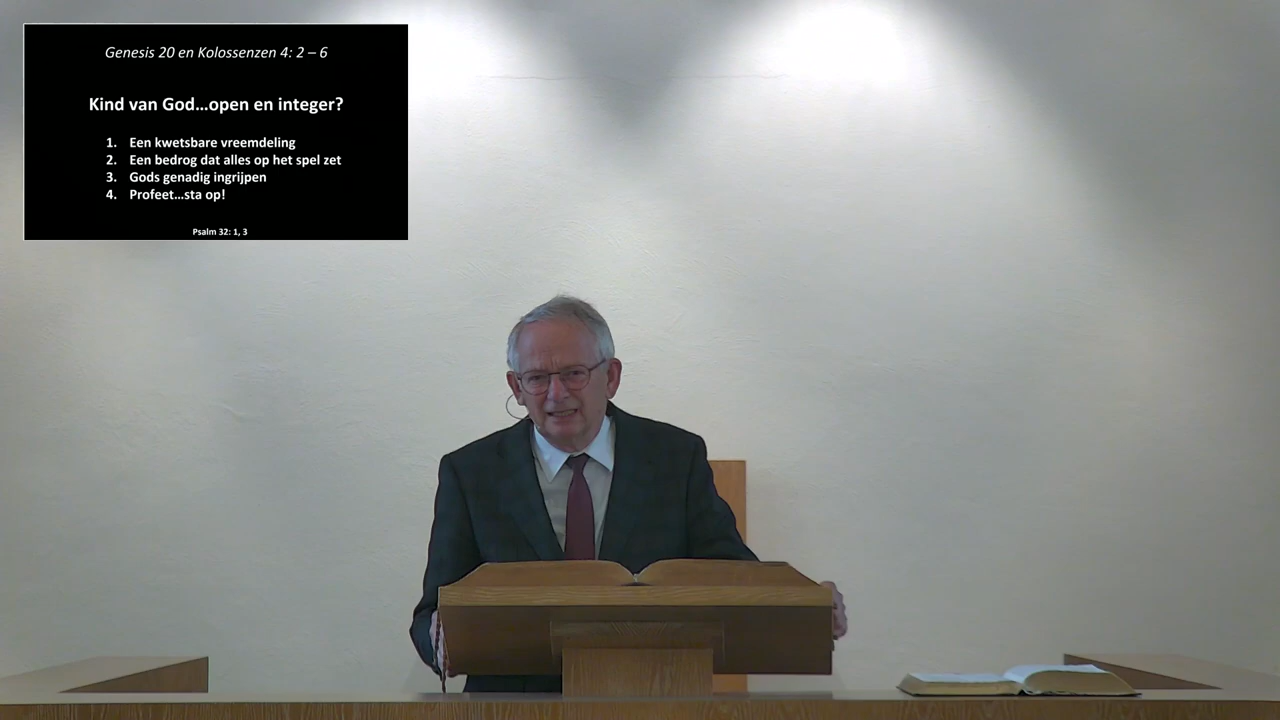 Genesis 20 en Kolossenzen 4: 2 – 6
Kind van God...open en integer?
1. Een kwetsbare vreemdeling
2. Een bedrog dat alles op het spel zet
3. Gods genadig ingrijpen
4. Profeet...sta op!
Psalm 32: 1, 3